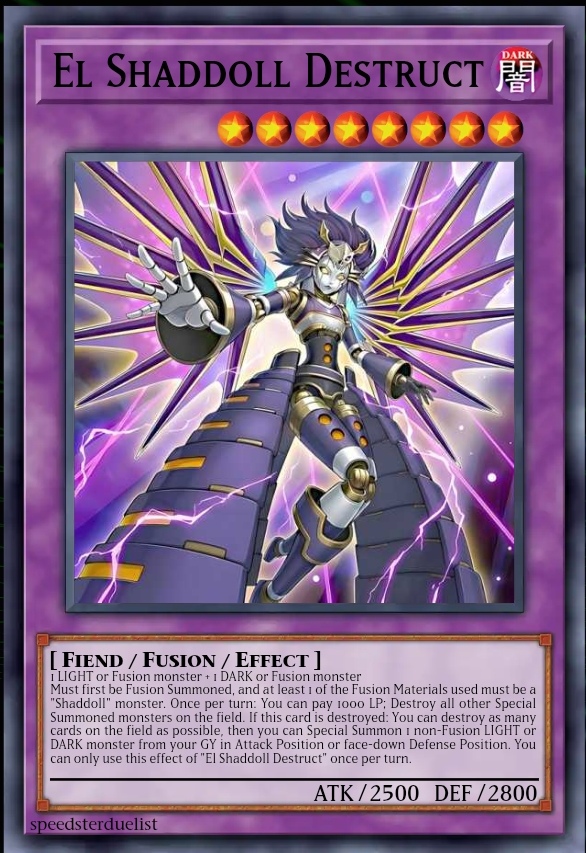 El Shaddoll Destruct
DARK
闇
[ Fiend / Fusion / Effect ]
1 LIGHT or Fusion monster + 1 DARK or Fusion monster
Must first be Fusion Summoned, and at least 1 of the Fusion Materials used must be a
"Shaddoll" monster. Once per turn: You can pay 1000 LP; Destroy all other Special
Summoned monsters on the field. If this card is destroyed: You can destroy as many
cards on the field as possible, then you can Special Summon 1 non-Fusion LIGHT or
DARK monster from your GY in Attack Position or face-down Defense Position. You
can only use this effect of "El Shaddoll Destruct" once per turn.
ATK / 2500 DEF / 2800
speedsterduelist